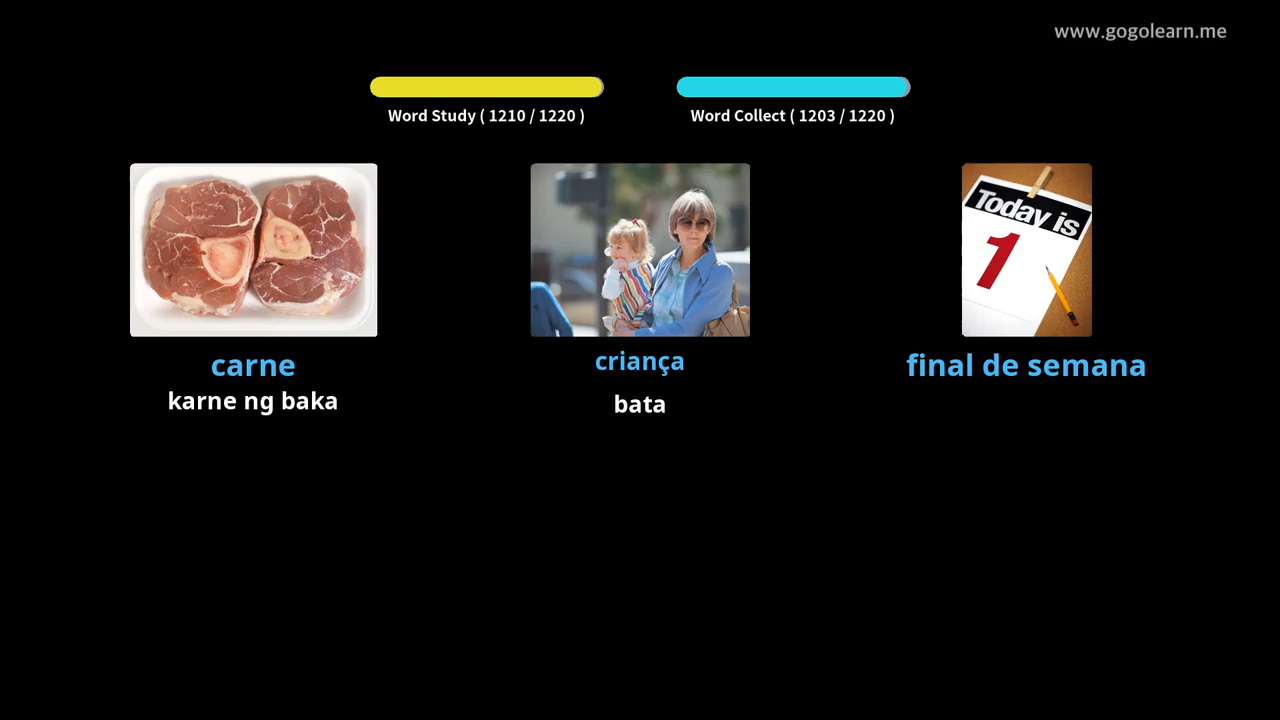 www.gogolearn.me
Word Study ( 1210 / 1220 )
Word Collect ( 1203 / 1220 )
Today is
1
carne
karne ng baka
criança
bata
final de semana